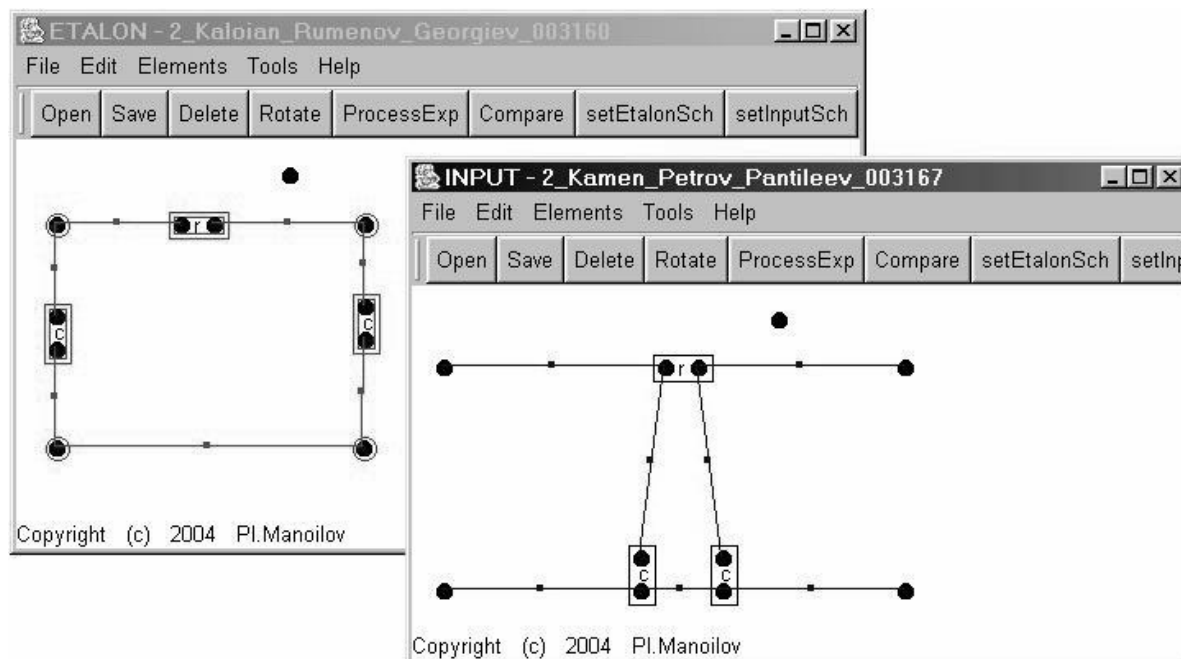 ETALON - 2_Kaloian_Rumenov_Georgiev_003160
File Edit Elements Tools Help
Open Save Delete Rotate ProcessExp Compare setEtalonSch setInputSch
r
c
c
Copyright (c) 2004 Pl.Manoilov
INPUT - 2_Kamen_Petrov_Pantileev_003167
File Edit Elements Tools Help
Open Save Delete Rotate ProcessExp Compare setEtalonSch setInp
r
c
c
Copyright (c) 2004 Pl.Manoilov